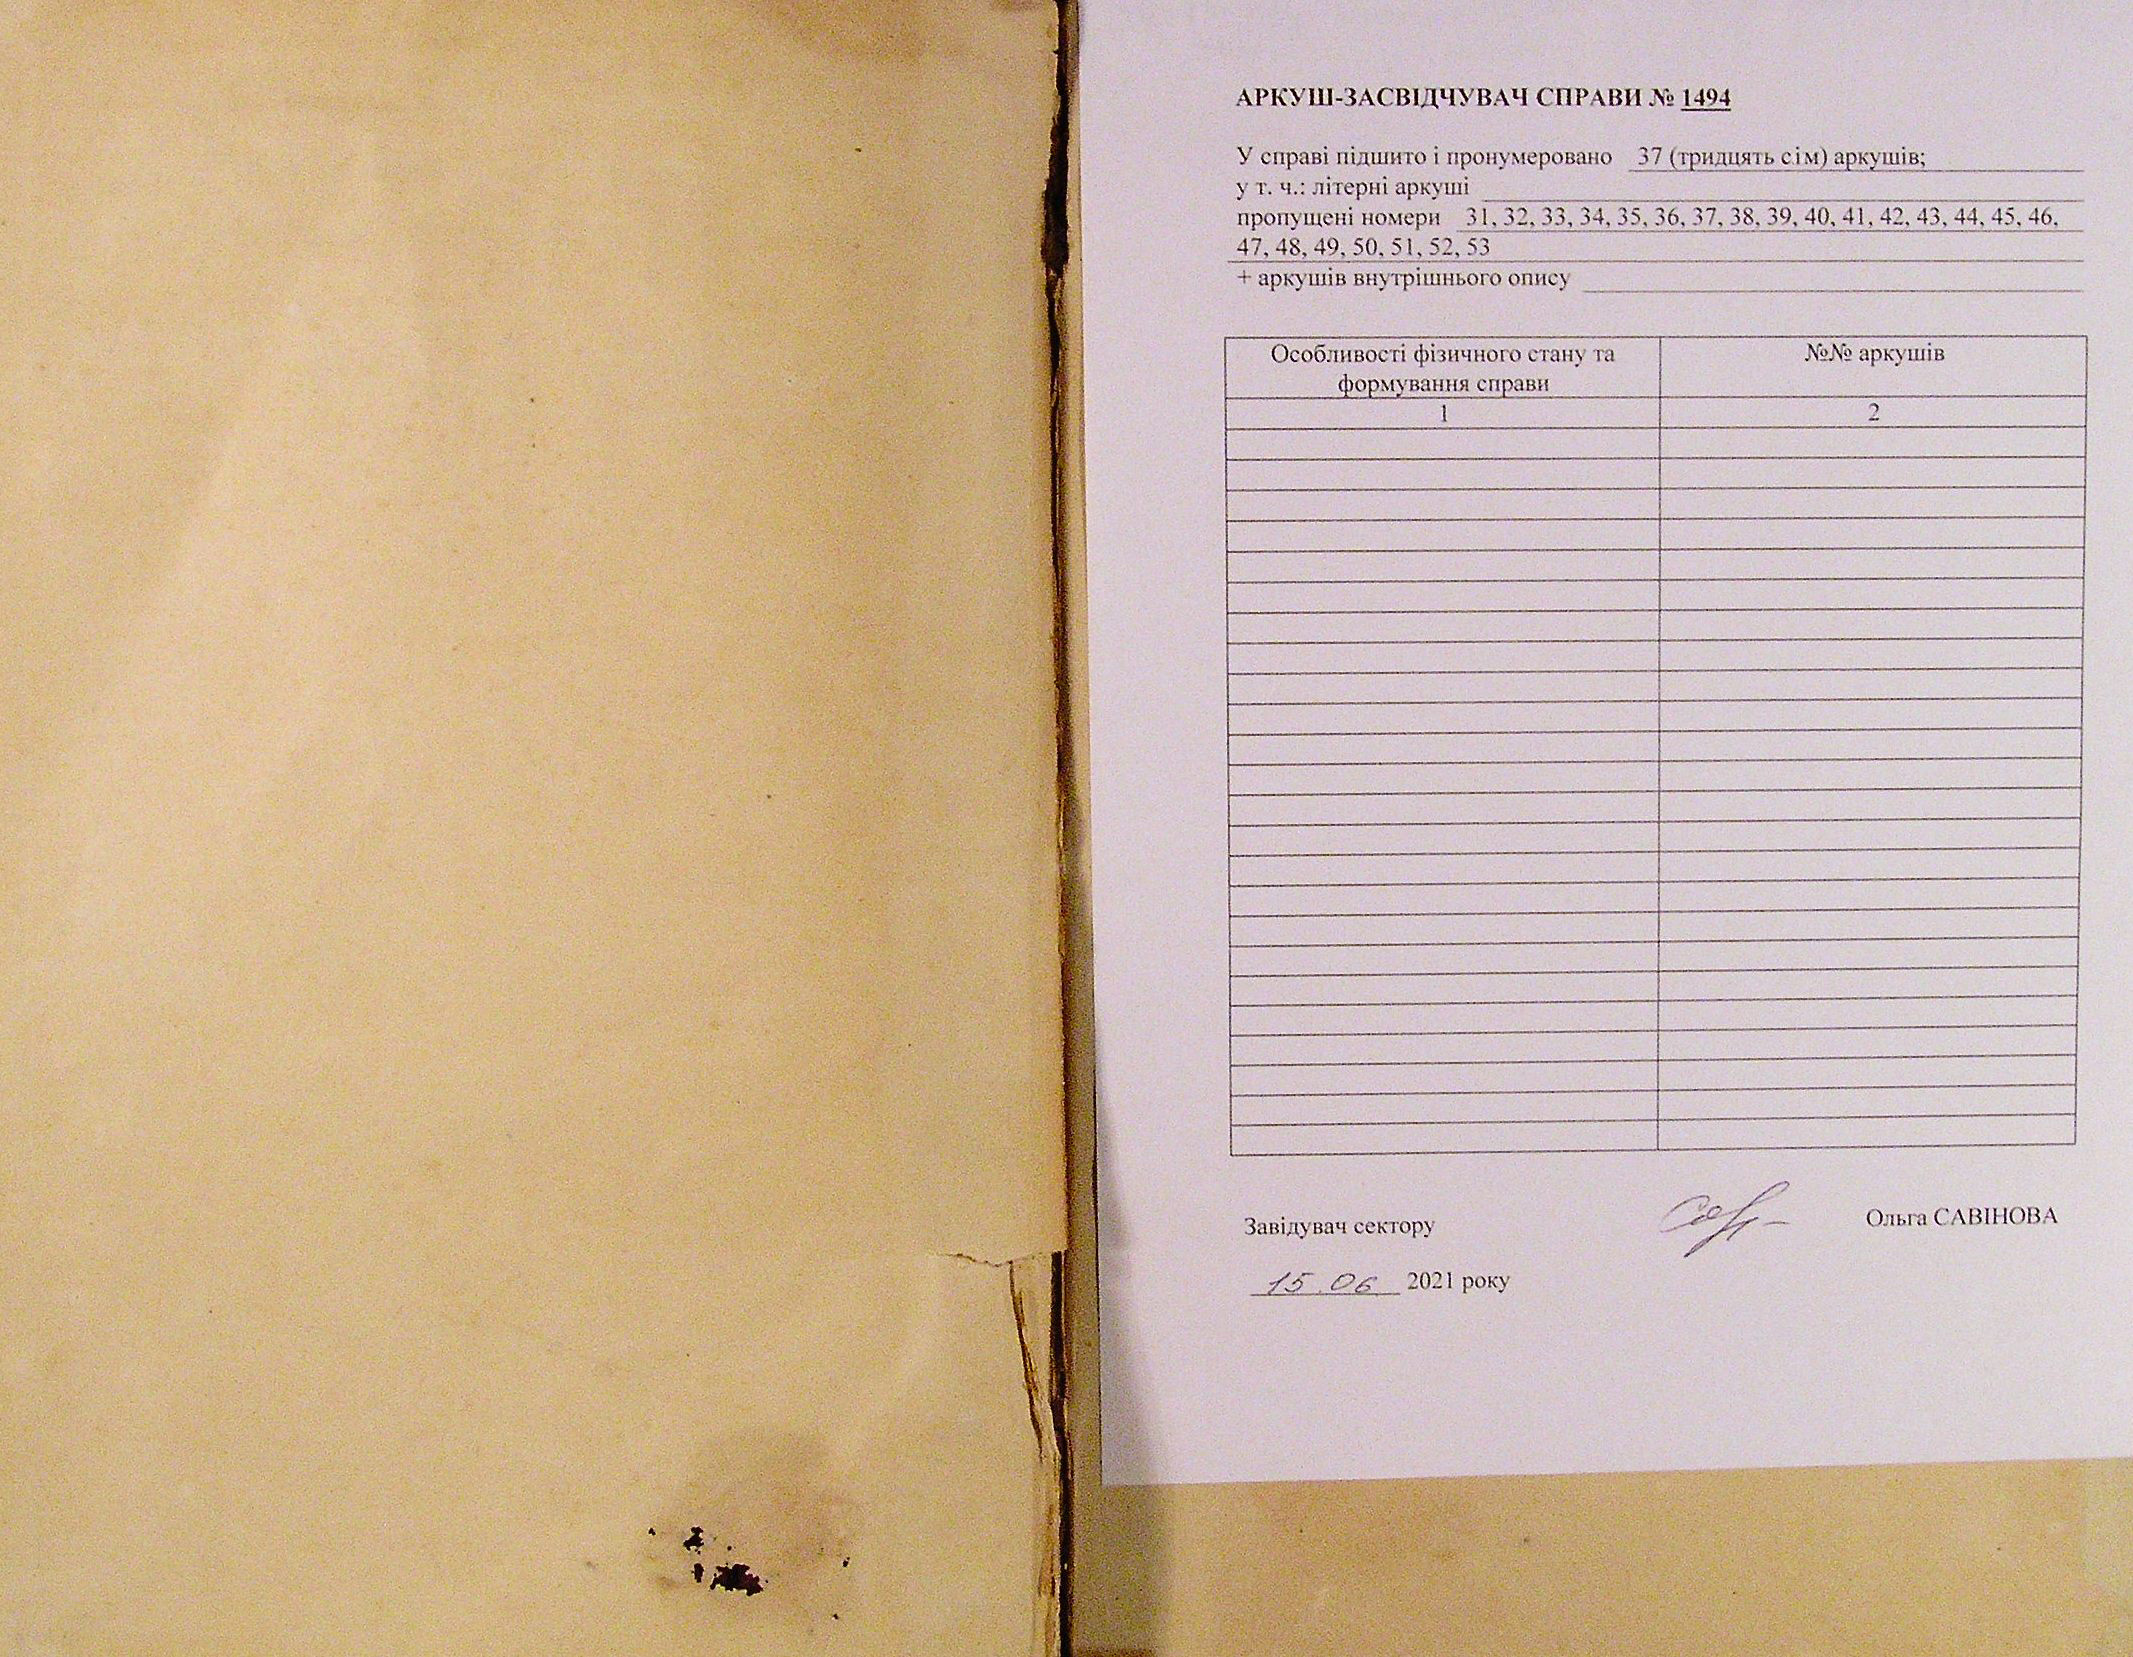 АРКУШ-ЗАСВІДЧУВАЧ СПРАВИ № 1494
У справі підшито і пронумеровано 37 (тридцять сім) аркушів;
у т. ч.: літерні аркуші
пропущені номери 31, 32, 33, 34, 35, 36, 37, 38, 39, 40, 41, 42, 43, 44, 45, 46,
47, 48, 49, 50, 51, 52, 53
+ аркушів внутрішнього опису
Особливості фізичного стану та
формування справи
№№ аркушів
1 2
Завідувач сектору Ольга САВІНОВА
15.06 2021 року